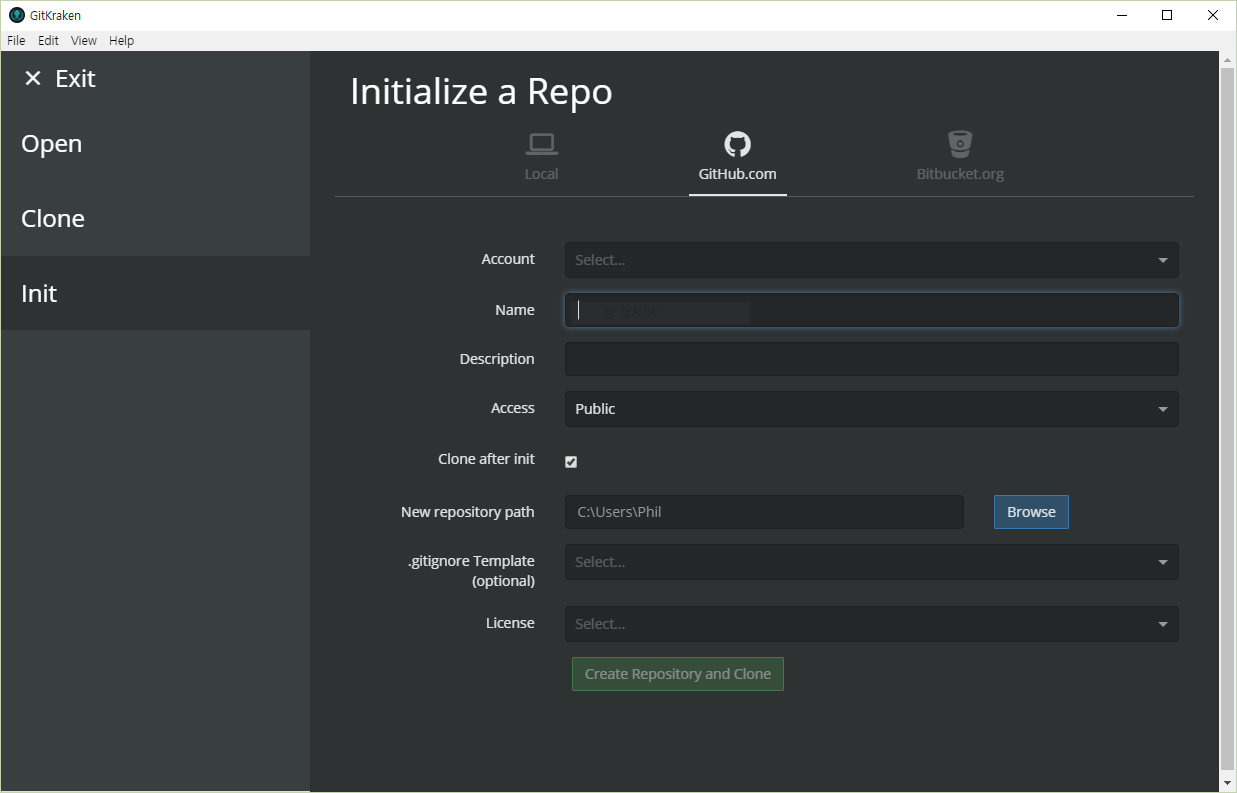 GitKraken
File Edit View Help
Exit
Open
Clone
Init
Initialize a Repo
Local
GitHub.com
Bitbucket.org
Account
Select...
Name
Description
Access
Public
Clone after init
New repository path
C:\Users\Phil
Browse
.gitignore Template
(optional)
Select...
License
Select...
Create Repository and Clone